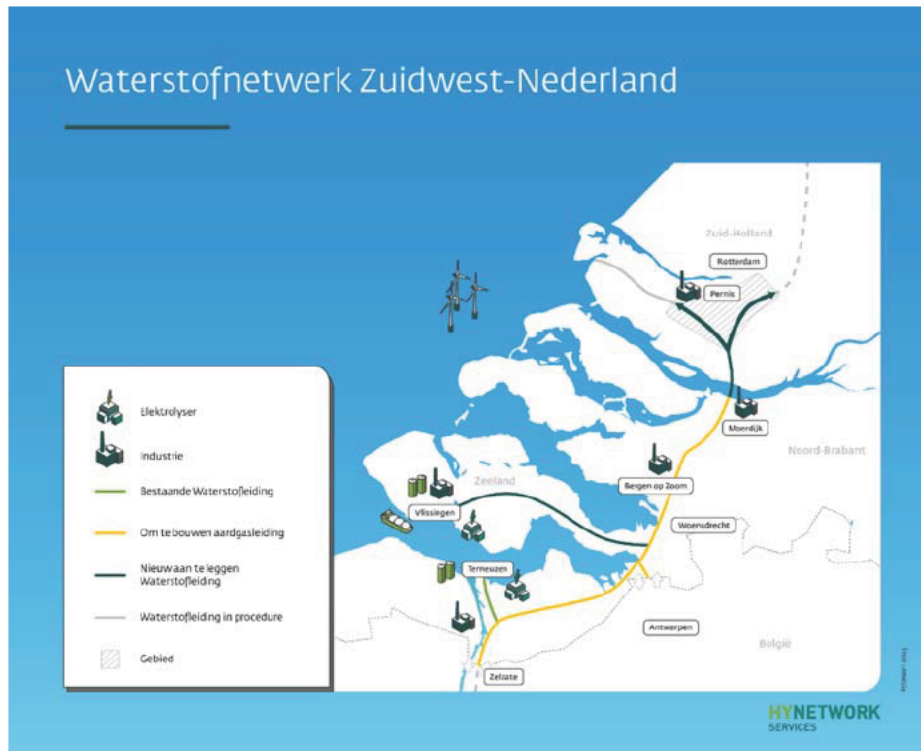 Waterstofnetwerk Zuidwest-Nederland
Zuid-Holland
Rotterdam
Pernis
Moerdijk
Noord-Brabant
Bergen op Zoom
Zeeland
Vlissingen
Woensdrecht
Terneuzen
Antwerpen
België
Zelzate
Elektrolyser
Industrie
Bestaande Waterstofleiding
Om te bouwen aardgasleiding
Nieuw aan te leggen
Waterstofleiding
Waterstofleiding in procedure
Gebied
HYNETWORK
SERVICES